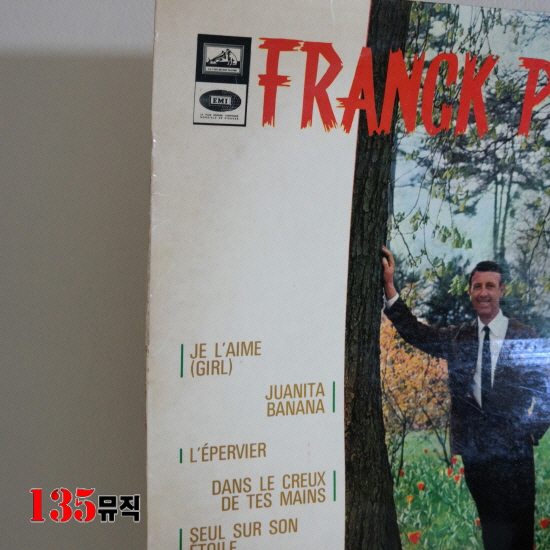 FRANCK P
EMI
JE L'AIME
(GIRL)
JUANITA
BANANA
L'ÉPERVIER
DANS LE CREUX
DE TES MAINS
SEUL SUR SON
ÉTOILE
135뮤직